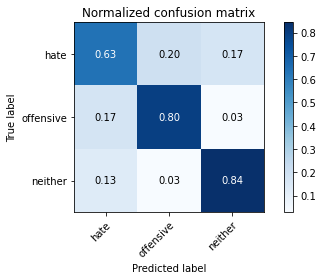 Normalized confusion matrix
True label
hate 0.63 0.20 0.17
offensive 0.17 0.80 0.03
neither 0.13 0.03 0.84
hate offensive neither
Predicted label
0.8
0.7
0.6
0.5
0.4
0.3
0.2
0.1